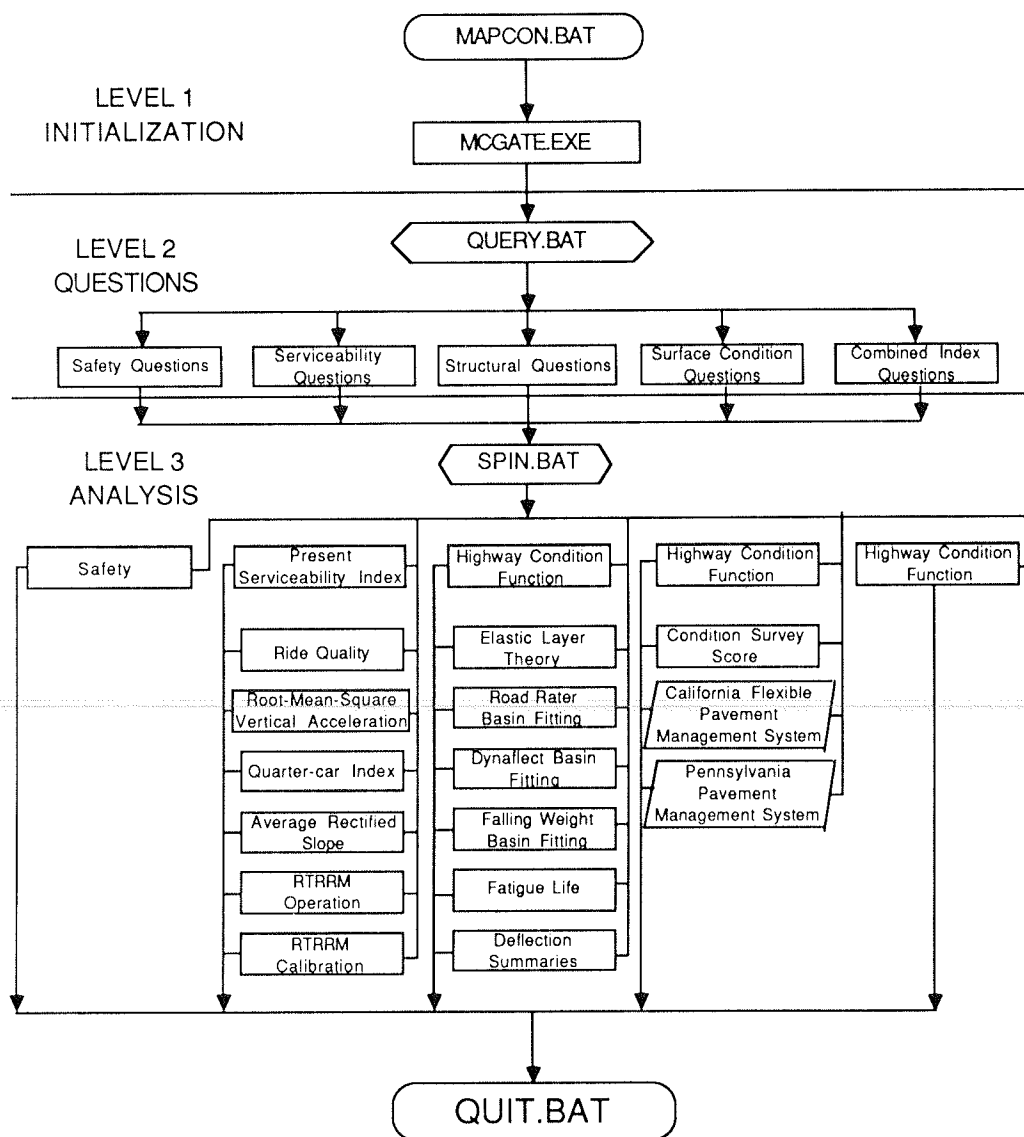 MAPCON.BAT
LEVEL 1
INITIALIZATION
MCGATE.EXE
QUERY.BAT
LEVEL 2
QUESTIONS
Safety Questions
Serviceability
Questions
Structural Questions
Surface Condition
Questions
Combined Index
Questions
SPIN.BAT
LEVEL 3
ANALYSIS
Safety
Present
Serviceability Index
Ride Quality
Root-Mean-Square
Vertical Acceleration
Quarter-car Index
Average Rectified
Slope
RTRRM
Operation
RTRRM
Calibration
Highway Condition
Function
Elastic Layer
Theory
Road Rater
Basin Fitting
Dynaflect Basin
Fitting
Falling Weight
Basin Fitting
Fatigue Life
Deflection
Summaries
Highway Condition
Function
Condition Survey
Score
California Flexible
Pavement
Management System
Pennsylvania
Pavement
Management System
Highway Condition
Function
QUIT.BAT